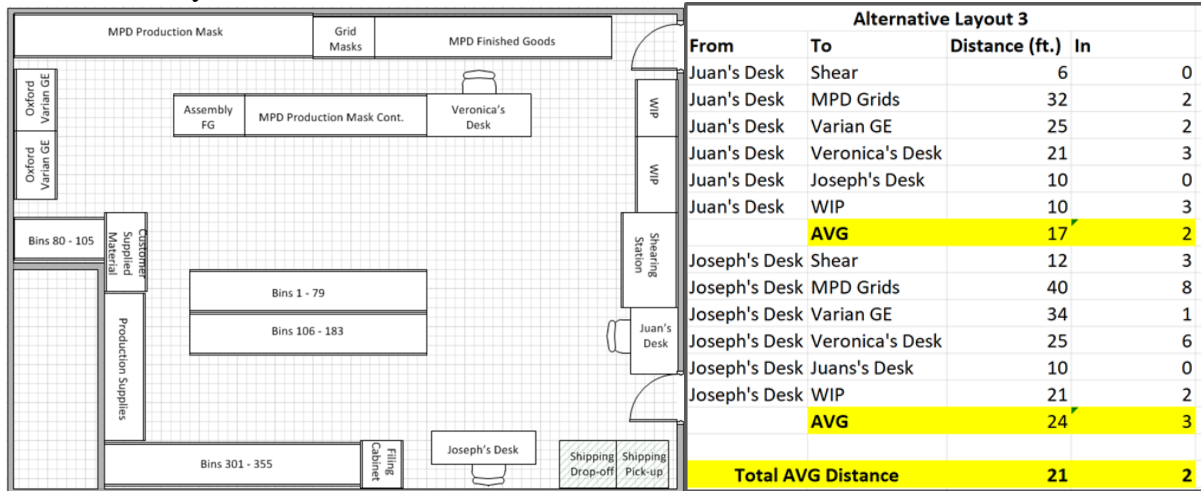 MPD Production Mask
Grid
Masks
MPD Finished Goods
Oxford
Varian GE
Oxford
Varian GE
Assembly
FG
MPD Production Mask Cont.
Veronica's
Desk
WIP
WIP
Bins 80 - 105
Customer
Supplied
Material
Shearing
Station
Bins 1 - 79
Bins 106 - 183
Juan's
Desk
Production Supplies
Bins 301 - 355
Filing
Cabinet
Joseph's Desk
Shipping
Drop-off
Shipping
Pick-up
Alternative Layout 3
From To Distance (ft.) In
Juan's Desk Shear 6 0
Juan's Desk MPD Grids 32 2
Juan's Desk Varian GE 25 2
Juan's Desk Veronica's Desk 21 3
Juan's Desk Joseph's Desk 10 0
Juan's Desk WIP 10 3
AVG 17 2
Joseph's Desk Shear 12 3
Joseph's Desk MPD Grids 40 8
Joseph's Desk Varian GE 34 1
Joseph's Desk Veronica's Desk 25 6
Joseph's Desk Juans's Desk 10 0
Joseph's Desk WIP 21 2
AVG 24 3
Total AVG Distance 21 2